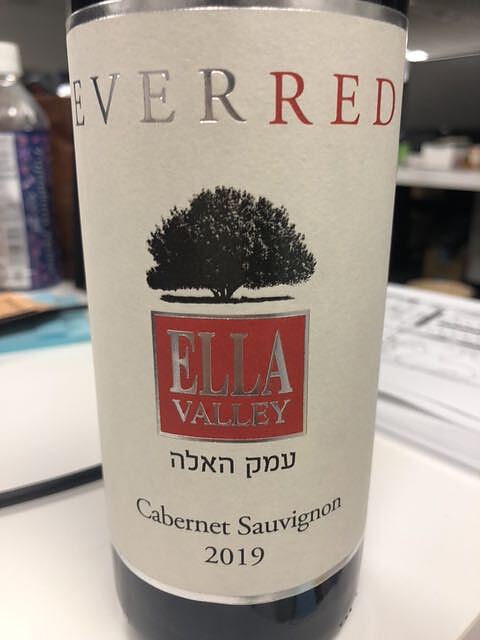 EVERRED
ELLA
VALLEY
עמק האלה
Cabernet Sauvignon
2019